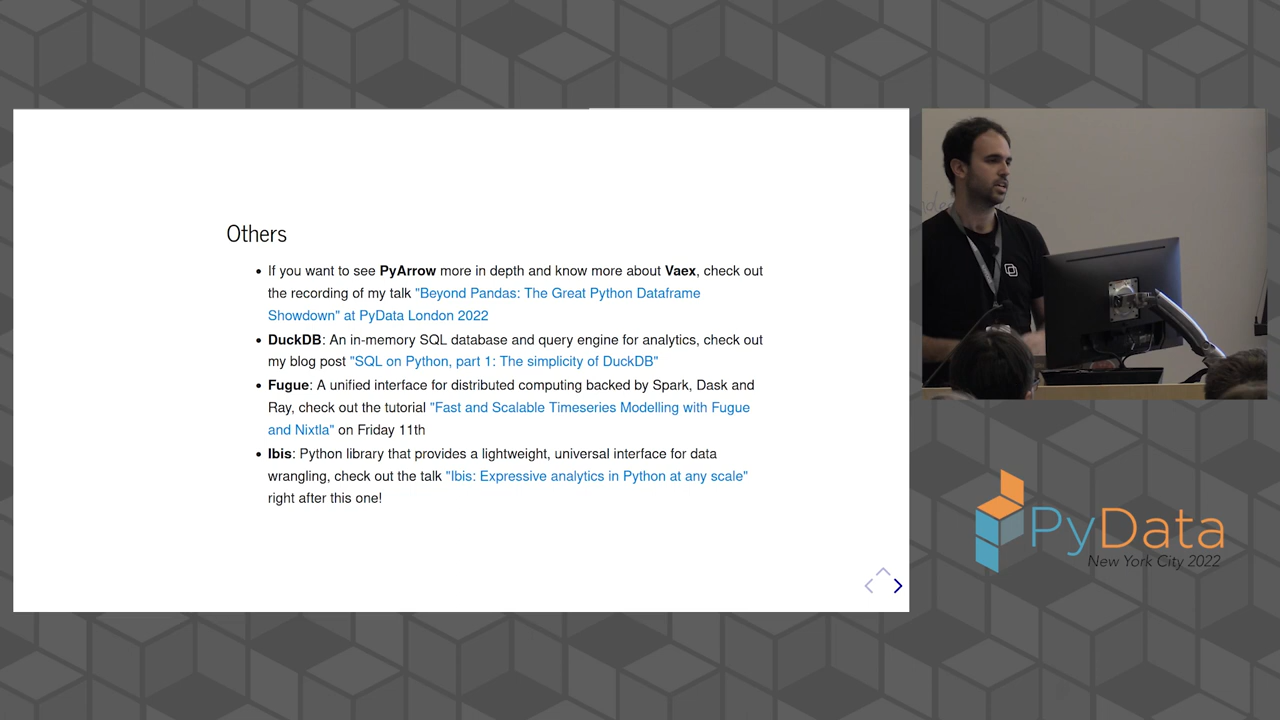 Others
If you want to see PyArrow more in depth and know more about Vaex, check out
the recording of my talk "Beyond Pandas: The Great Python Dataframe
Showdown" at PyData London 2022
DuckDB: An in-memory SQL database and query engine for analytics, check out
my blog post "SQL on Python, part 1: The simplicity of DuckDB"
Fugue: A unified interface for distributed computing backed by Spark, Dask and
Ray, check out the tutorial "Fast and Scalable Timeseries Modelling with Fugue
and Nixtla" on Friday 11th
Ibis: Python library that provides a lightweight, universal interface for data
wrangling, check out the talk "Ibis: Expressive analytics in Python at any scale"
right after this one!
PyData
New York City 2022